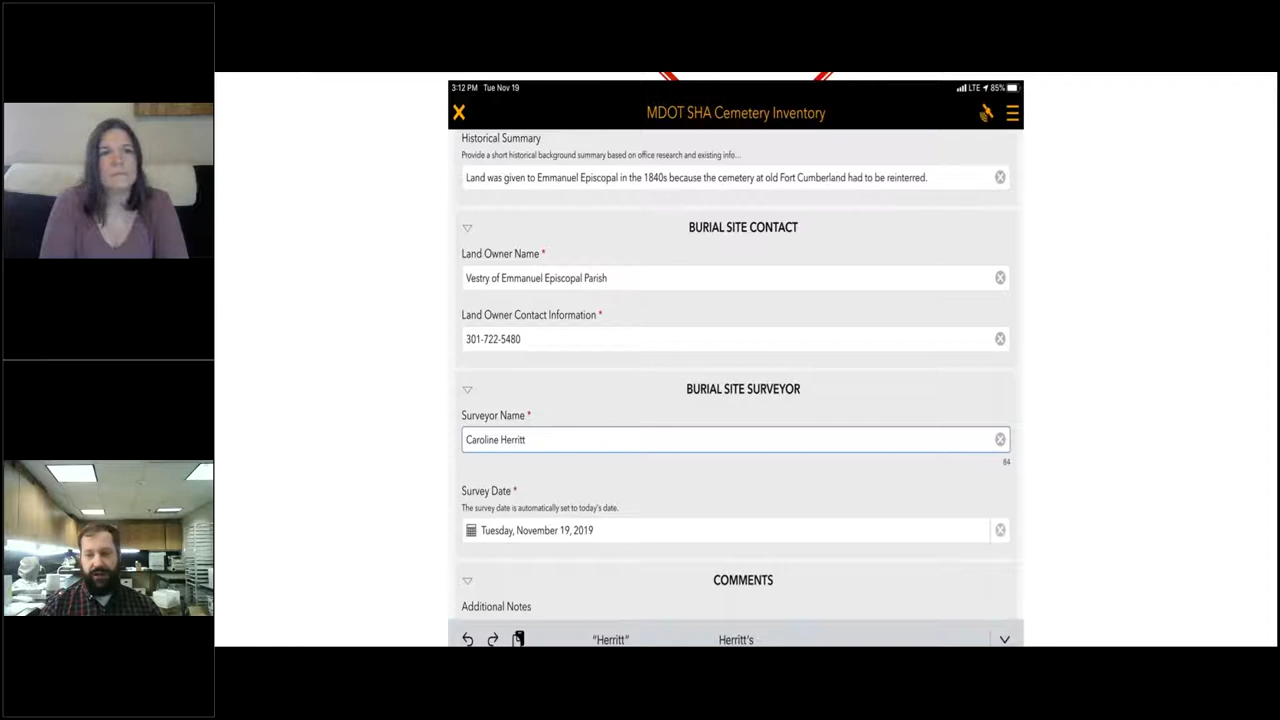 3:12 PM Tue Nov 19
LTE 85%
MDOT SHA Cemetery Inventory
Historical Summary
Provide a short historical background summary based on office research and existing info...
Land was given to Emmanuel Episcopal in the 1840s because the cemetery at old Fort Cumberland had to be reinterred.
BURIAL SITE CONTACT
Land Owner Name *
Vestry of Emmanuel Episcopal Parish
Land Owner Contact Information *
301-722-5480
BURIAL SITE SURVEYOR
Surveyor Name *
Caroline Herritt
84
Survey Date *
The survey date is automatically set to today's date.
Tuesday, November 19, 2019
COMMENTS
Additional Notes
“Herritt” Herritt's